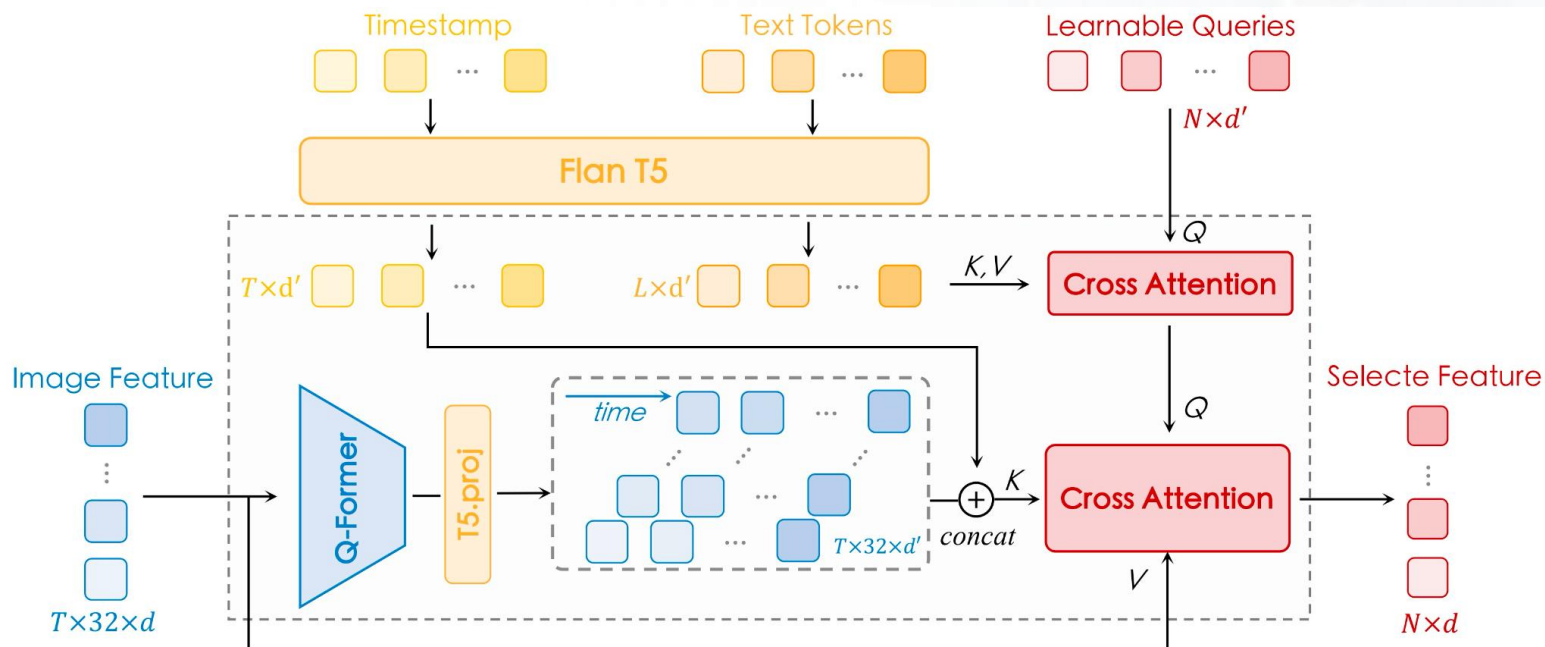 Timestamp
Text Tokens
Learnable Queries
...
...
...
N×d′
Flan T5
Q
T×d′
...
L×d′
...
K,V
Cross Attention
Image Feature
Selecte Feature
time
...
Q
Q-Former
T5.proj
...
K
Cross Attention
...
T×32×d′
concat
V
T×32×d
N×d